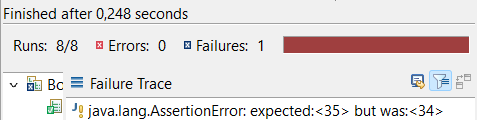 Finished after 0,248 seconds
Runs: 8/8 Errors: 0 Failures: 1
Bo
Failure Trace
java.lang.AssertionError: expected:<35> but was:<34>